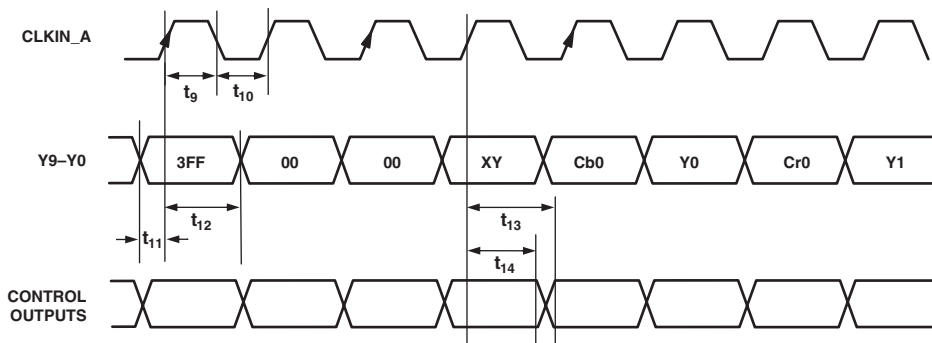 CLKIN_A
t9
t10
Y9–Y0
3FF
00
00
XY
Cb0
Y0
Cr0
Y1
t12
t13
t11
t14
CONTROL
OUTPUTS